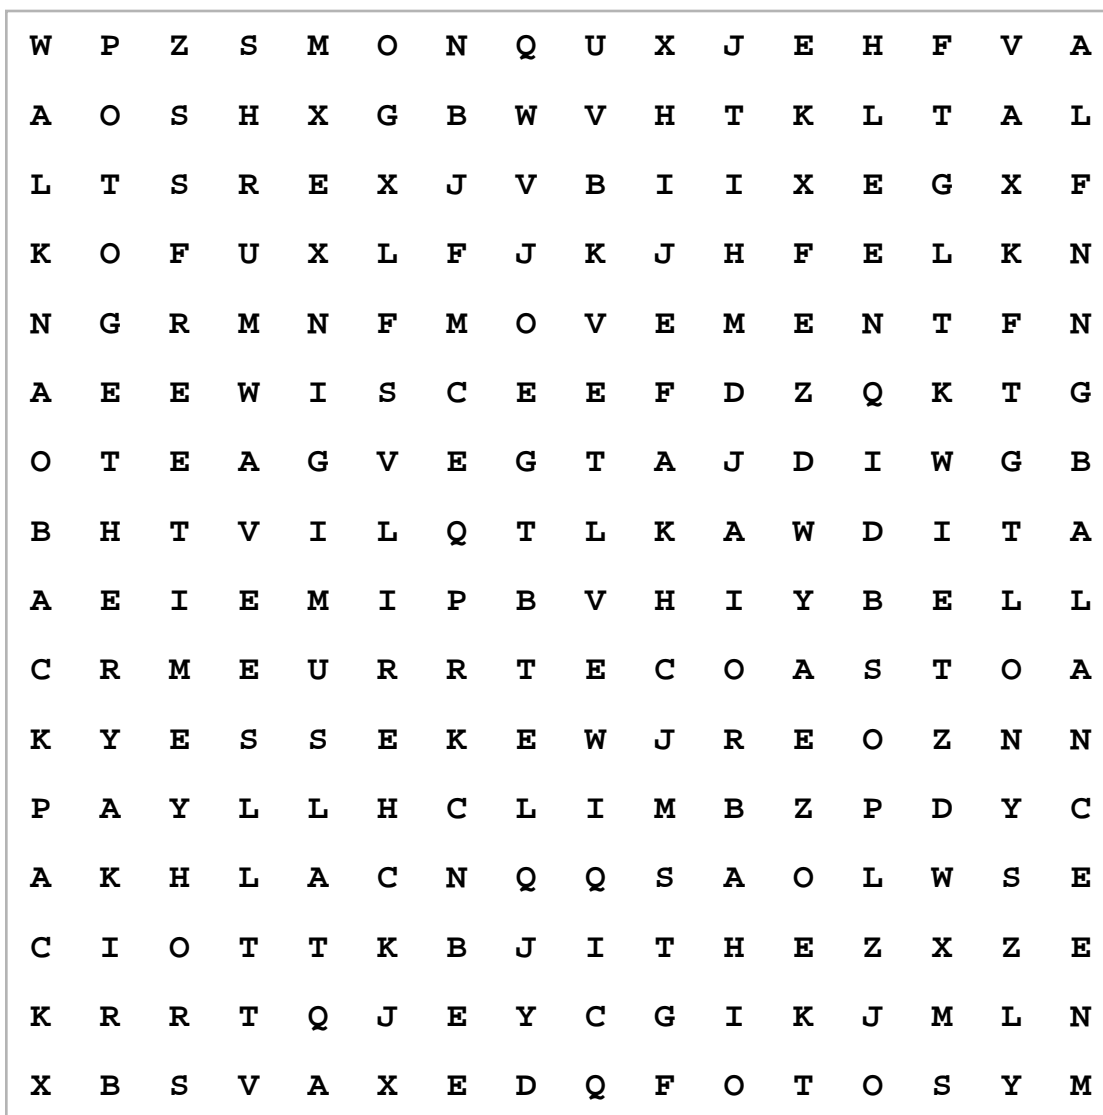 W P Z S M O N Q U X J E H F V A
A O S H X G B W V H T K L T A L
L T S R E X J V B I I X E G X F
K O F U X L F J K J H F E L K N
N G R M N F M O V E M E N T F N
A E E W I S C E E F D Z Q K T G
O T E A G V E G T A J D I W G B
B H T V I L Q T L K A W D I T A
A E I E M I P B V H I Y B E L L
C R M E U R R T E C O A S T O A
K Y E S S E K E W J R E O Z N N
P A Y L L H C L I M B Z P D Y C
A K H L A C N Q Q S A O L W S E
C I O T T K B J I T H E Z X Z E
K R R T Q J E Y C G I K J M L N
X B S V A X E D Q F O T O S Y M